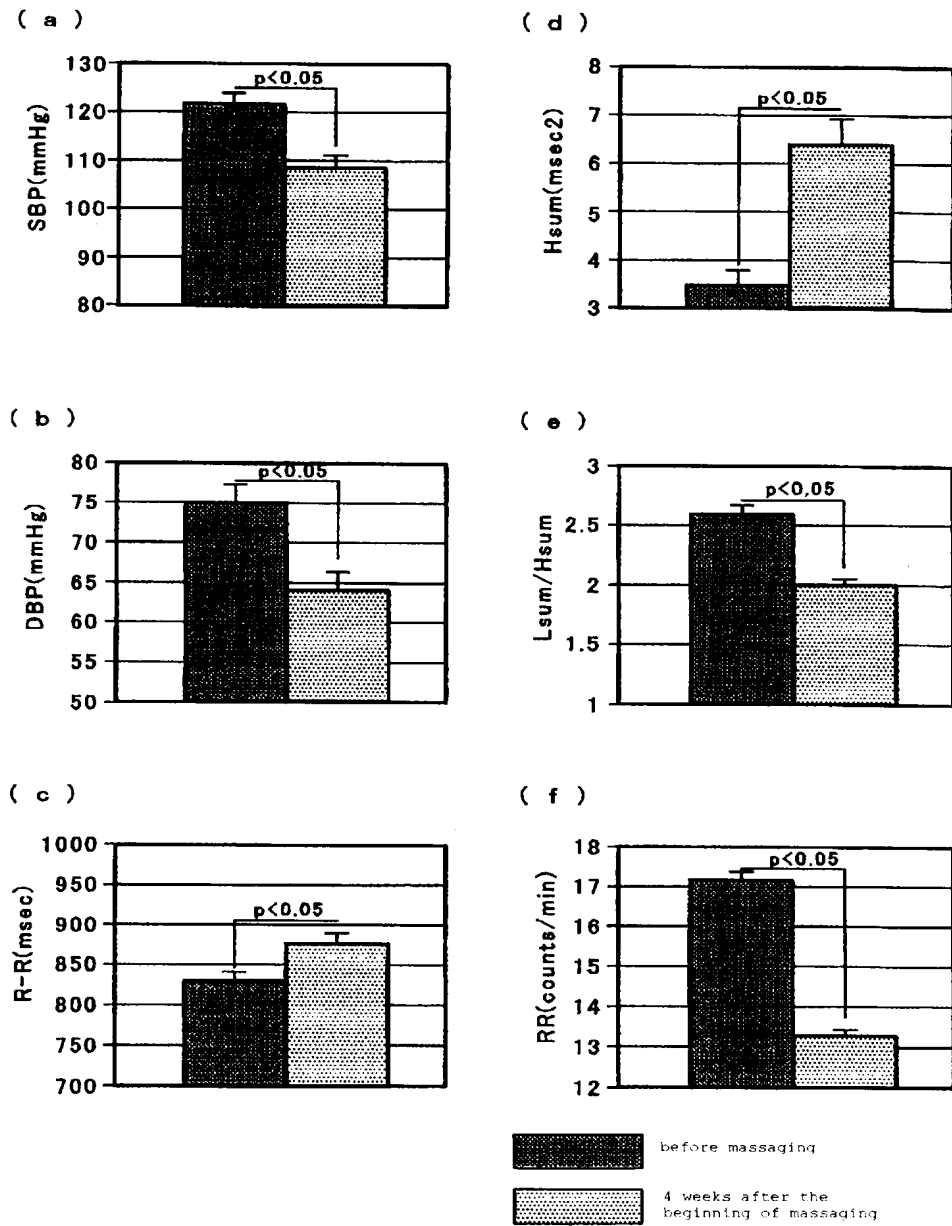 ( a )
SBP(mmHg)
130
120
110
100
90
80
p<0.05
( d )
Hsum(msec2)
8
7
6
5
4
3
p<0.05
( b )
DBP(mmHg)
80
75
70
65
60
55
50
p<0.05
( e )
Lsum/Hsum
3
2.5
2
1.5
1
p<0,05
( c )
R-R(msec)
1000
950
900
850
800
750
700
p<0.05
( f )
RR(counts/min)
18
17
16
15
14
13
12
p<0.05
before massaging
4 weeks after the
beginning of massaging